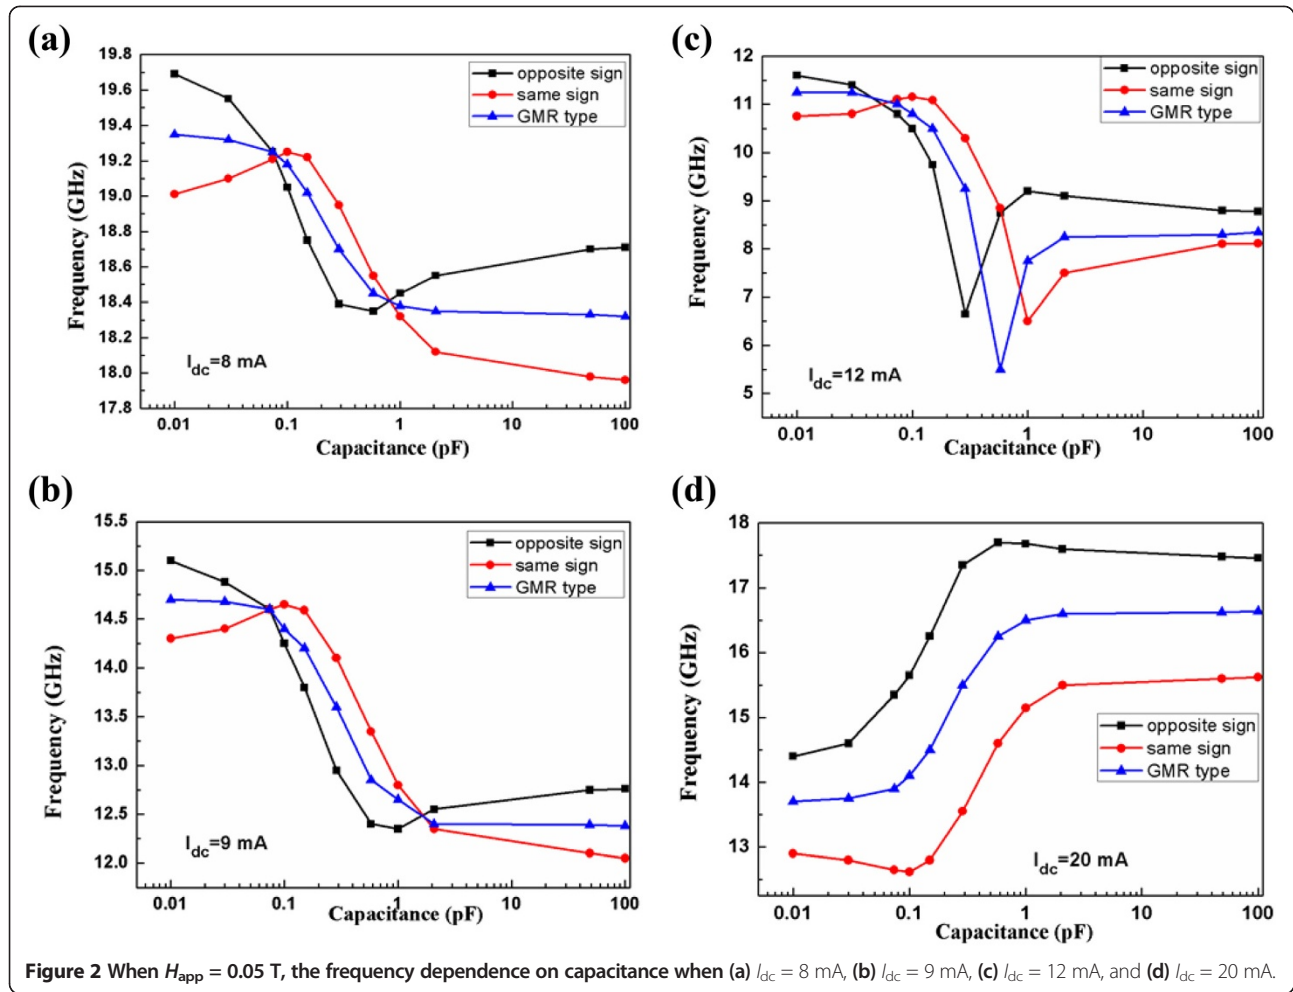 (a)
19.8
19.6
19.4
19.2
19.0
18.8
18.6
18.4
18.2
18.0
17.8
Frequency (GHz)
opposite sign
same sign
GMR type
I_dc=8 mA
0.01 0.1 1 10 100
Capacitance (pF)
(c)
12
11
10
9
8
7
6
5
Frequency (GHz)
opposite sign
same sign
GMR type
I_dc=12 mA
0.01 0.1 1 10 100
Capacitance (pF)
(b)
15.5
15.0
14.5
14.0
13.5
13.0
12.5
12.0
Frequency (GHz)
opposite sign
same sign
GMR type
I_dc=9 mA
0.01 0.1 1 10 100
Capacitance (pF)
(d)
18
17
16
15
14
13
Frequency (GHz)
opposite sign
same sign
GMR type
I_dc=20 mA
0.01 0.1 1 10 100
Capacitance (pF)
Figure 2 When H_app = 0.05 T, the frequency dependence on capacitance when (a) I_dc = 8 mA, (b) I_dc = 9 mA, (c) I_dc = 12 mA, and (d) I_dc = 20 mA.